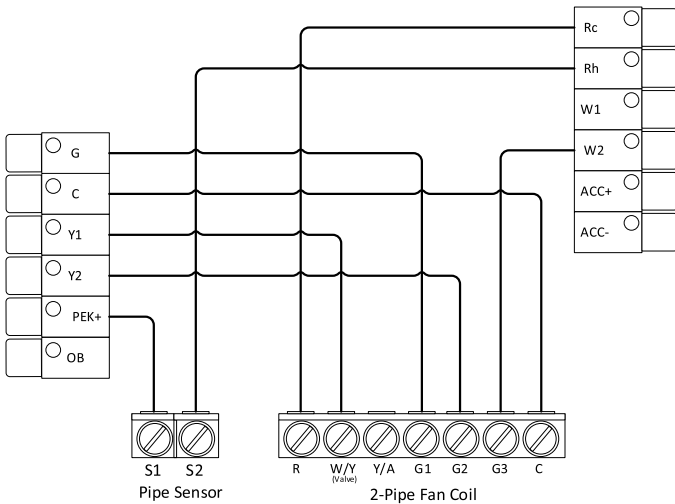 Rc
Rh
W1
W2
ACC+
ACC-
G
C
Y1
Y2
PEK+
OB
S1 S2
Pipe Sensor
R W/Y Y/A G1 G2 G3 C
(Valve)
2-Pipe Fan Coil